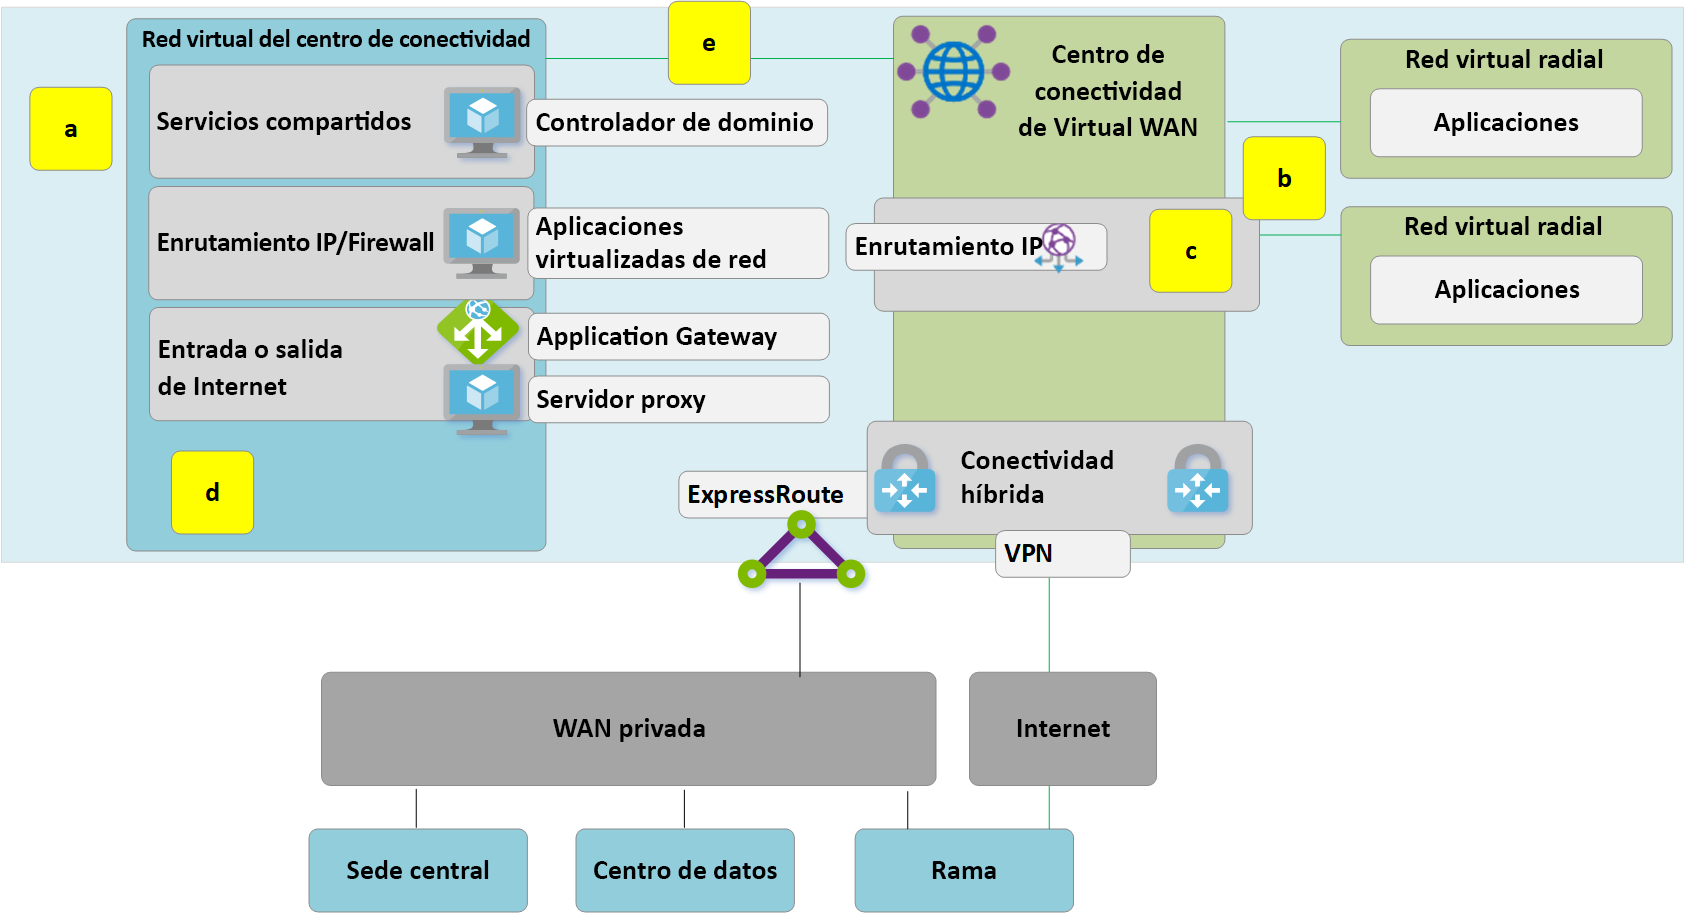 Red virtual del centro de conectividad
a
Servicios compartidos
Controlador de dominio
Enrutamiento IP/Firewall
Aplicaciones
virtualizadas de red
Entrada o salida
de Internet
Application Gateway
Servidor proxy
d
e
Centro de
conectividad
de Virtual WAN
Enrutamiento IP
c
b
Red virtual radial
Aplicaciones
Red virtual radial
Aplicaciones
Conectividad
híbrida
ExpressRoute
VPN
WAN privada
Internet
Sede central
Centro de datos
Rama